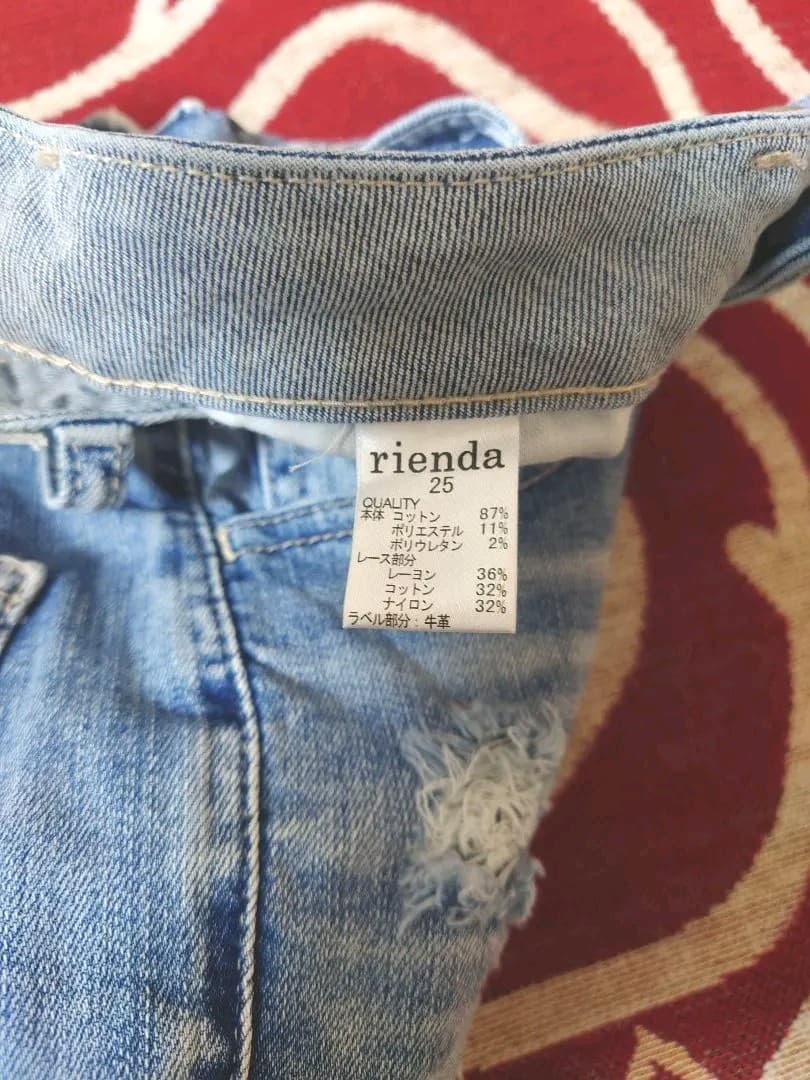 rienda
25
QUALITY
本体 コットン 87%
ポリエステル 11%
ポリウレタン 2%
レース部分
レーヨン 36%
コットン 32%
ナイロン 32%
ラベル部分：牛革